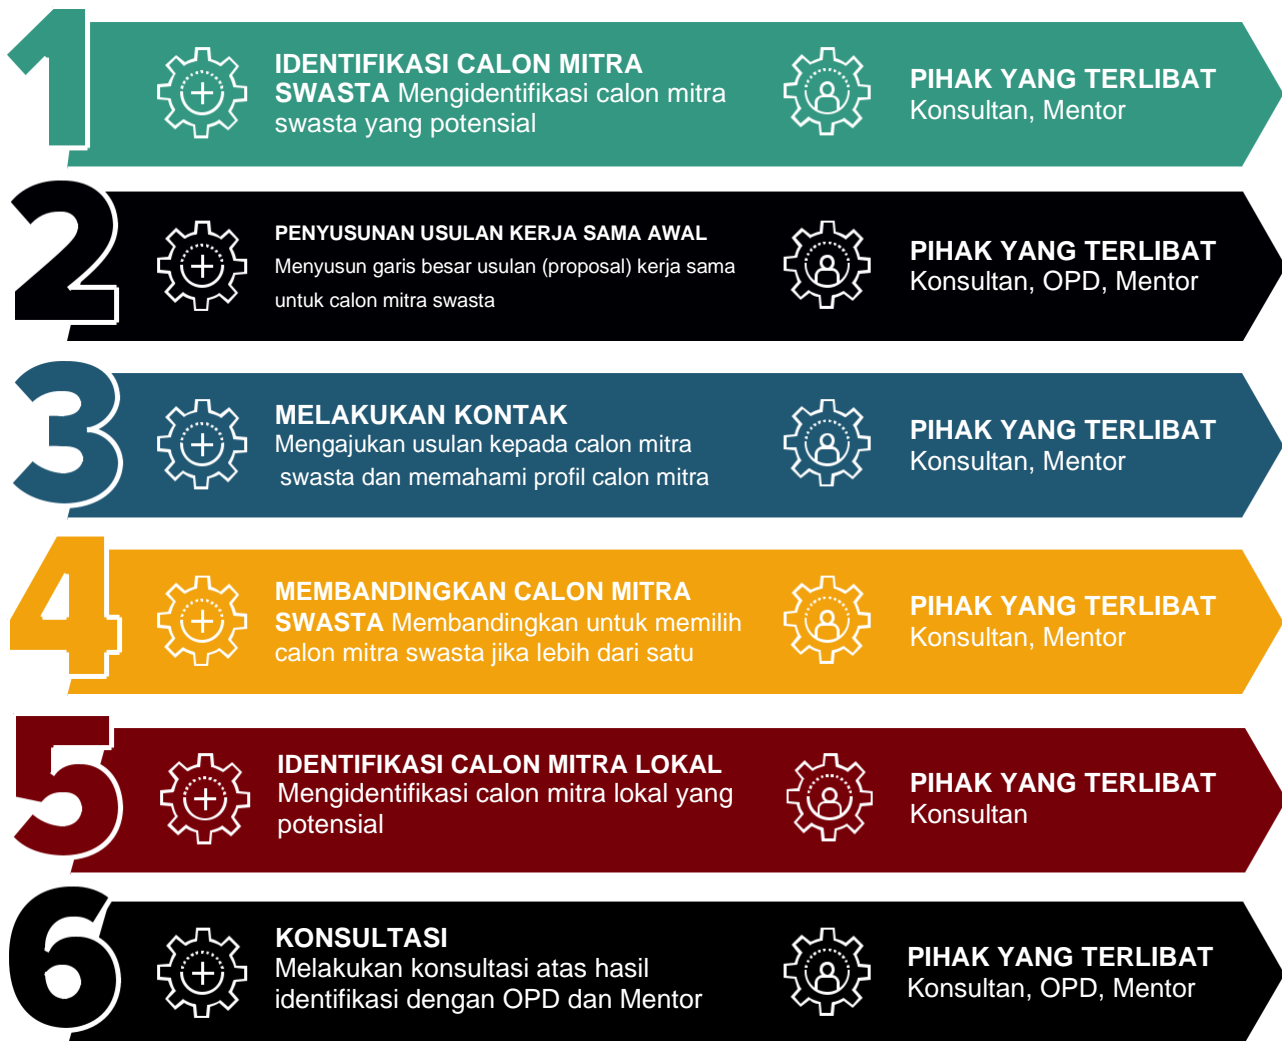 1
IDENTIFIKASI CALON MITRA
SWASTA Mengidentifikasi calon mitra
swasta yang potensial
PIHAK YANG TERLIBAT
Konsultan, Mentor
2
PENYUSUNAN USULAN KERJA SAMA AWAL
Menyusun garis besar usulan (proposal) kerja sama
untuk calon mitra swasta
PIHAK YANG TERLIBAT
Konsultan, OPD, Mentor
3
MELAKUKAN KONTAK
Mengajukan usulan kepada calon mitra
swasta dan memahami profil calon mitra
PIHAK YANG TERLIBAT
Konsultan, Mentor
4
MEMBANDINGKAN CALON MITRA
SWASTA Membandingkan untuk memilih
calon mitra swasta jika lebih dari satu
PIHAK YANG TERLIBAT
Konsultan, Mentor
5
IDENTIFIKASI CALON MITRA LOKAL
Mengidentifikasi calon mitra lokal yang
potensial
PIHAK YANG TERLIBAT
Konsultan
6
KONSULTASI
Melakukan konsultasi atas hasil
identifikasi dengan OPD dan Mentor
PIHAK YANG TERLIBAT
Konsultan, OPD, Mentor